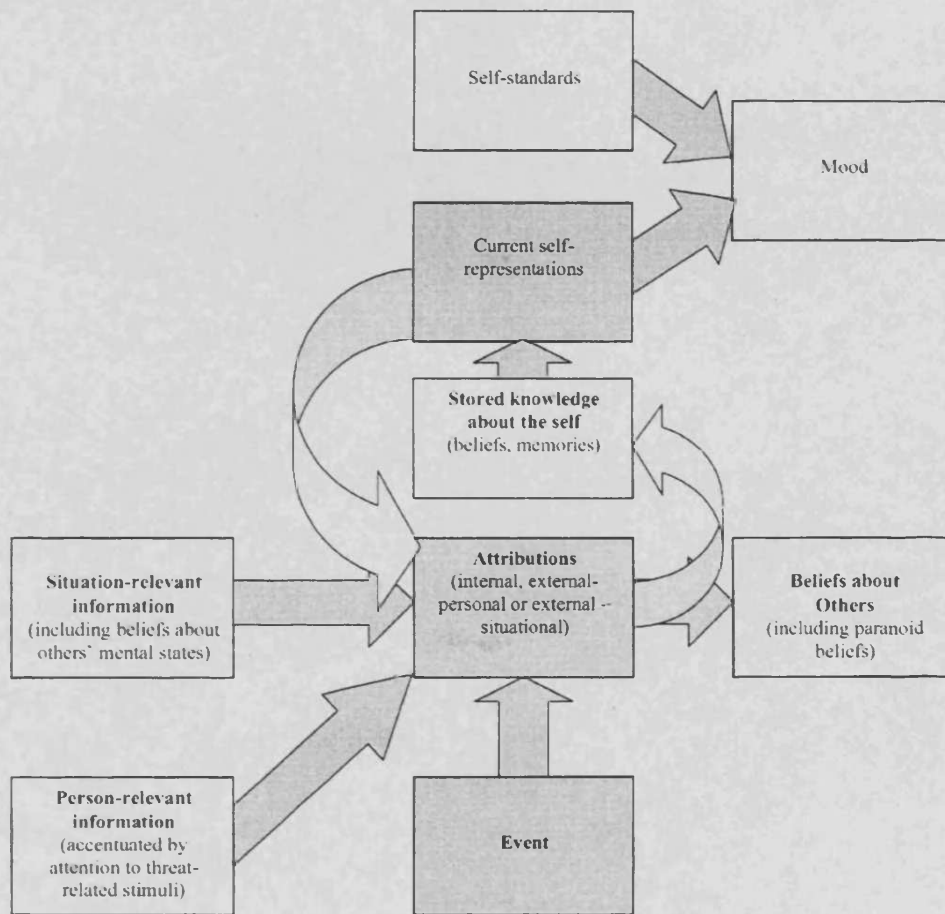 Self-standards
Mood
Current self-
representations
Stored knowledge
about the self
(beliefs, memories)
Situation-relevant
information
(including beliefs about
others' mental states)
Attributions
(internal, external-
personal or external –
situational)
Beliefs about
Others
(including paranoid
beliefs)
Person-relevant
information
(accentuated by
attention to threat-
related stimuli)
Event